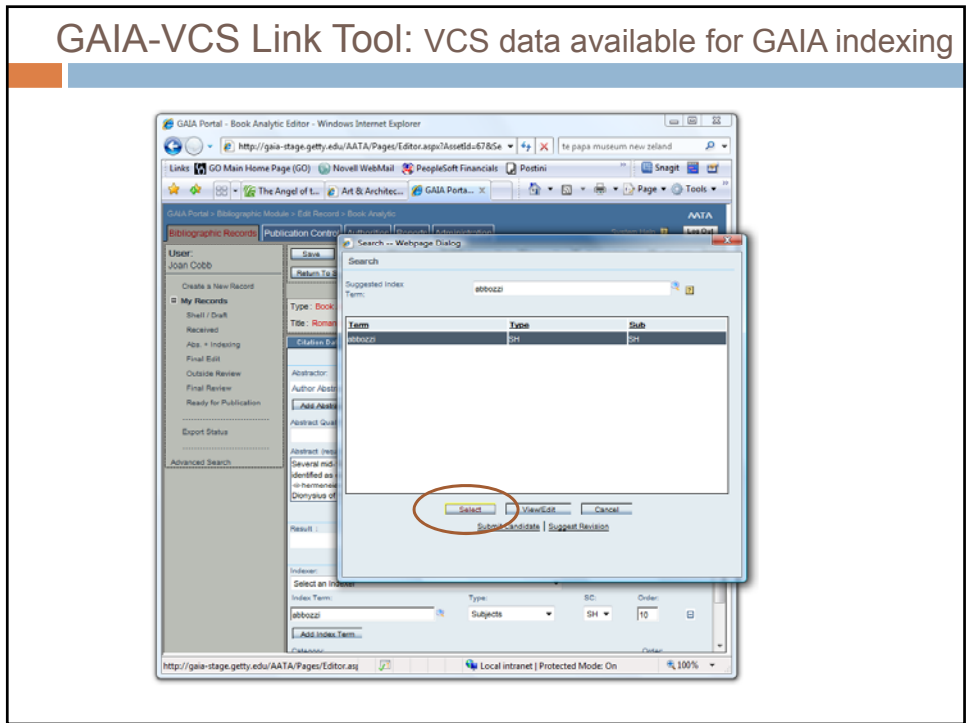 GAIA-VCS Link Tool: VCS data available for GAIA indexing
GAIA Portal - Book Analytic Editor - Windows Internet Explorer
http://gaia-stage.getty.edu/AATA/Pages/Editor.aspx?AssetId=67&Se
te papa museum new zeland
Links GO Main Home Page (GO) Novell WebMail PeopleSoft Financials Postini » Snagit
The Angel of t... Art & Architec... GAIA Porta... x Page Tools »
GAIA Portal > Bibliographic Module > Edit Record > Book Analytic AATA
Bibliographic Records Publication Control Authorities Reports Administration System Help Log Out
User:
Joan Cobb
Create a New Record
My Records
Shell / Draft
Received
Abs. + Indexing
Final Edit
Outside Review
Final Review
Ready for Publication
Export Status
Advanced Search
Save
Return To S
Type: Book
Title: Roman
Citation Da
Abstractor:
Author Abstr
Add Abstra
Abstract Qual
Abstract (resu
Several mid-
identified as
Dionysius of
Result :
Indexer:
Select an Indexer
Index Term: Type: SC: Order:
abbozzi Subjects SH 10
Add Index Term...
Category: Order:
Search -- Webpage Dialog
Search
Suggested Index
Term: abbozzi
Term Type Sub
abbozzi SH SH
Select View/Edit Cancel
Submit Candidate | Suggest Revision
http://gaia-stage.getty.edu/AATA/Pages/Editor.asp Local intranet | Protected Mode: On 100%